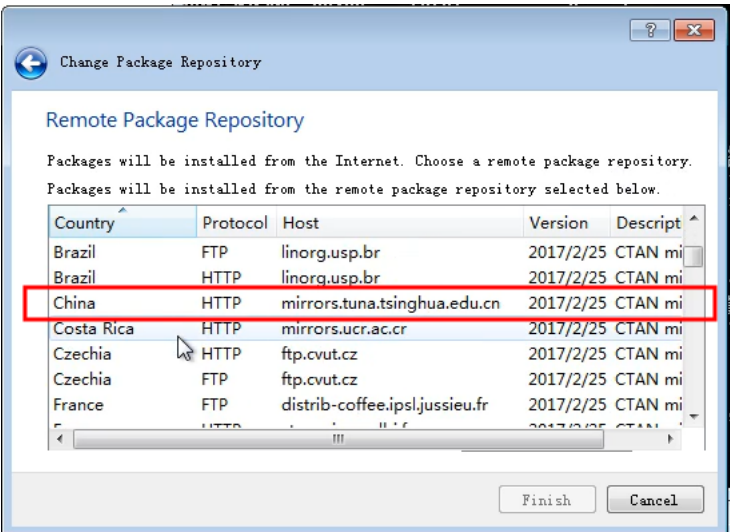 Change Package Repository
Remote Package Repository
Packages will be installed from the Internet. Choose a remote package repository.
Packages will be installed from the remote package repository selected below.
Country Protocol Host Version Descript
Brazil FTP linorg.usp.br 2017/2/25 CTAN mi
Brazil HTTP linorg.usp.br 2017/2/25 CTAN mi
China HTTP mirrors.tuna.tsinghua.edu.cn 2017/2/25 CTAN mi
Costa Rica HTTP mirrors.ucr.ac.cr 2017/2/25 CTAN mi
Czechia HTTP ftp.cvut.cz 2017/2/25 CTAN mi
Czechia FTP ftp.cvut.cz 2017/2/25 CTAN mi
France FTP distrib-coffee.ipsl.jussieu.fr 2017/2/25 CTAN mi
Finish Cancel